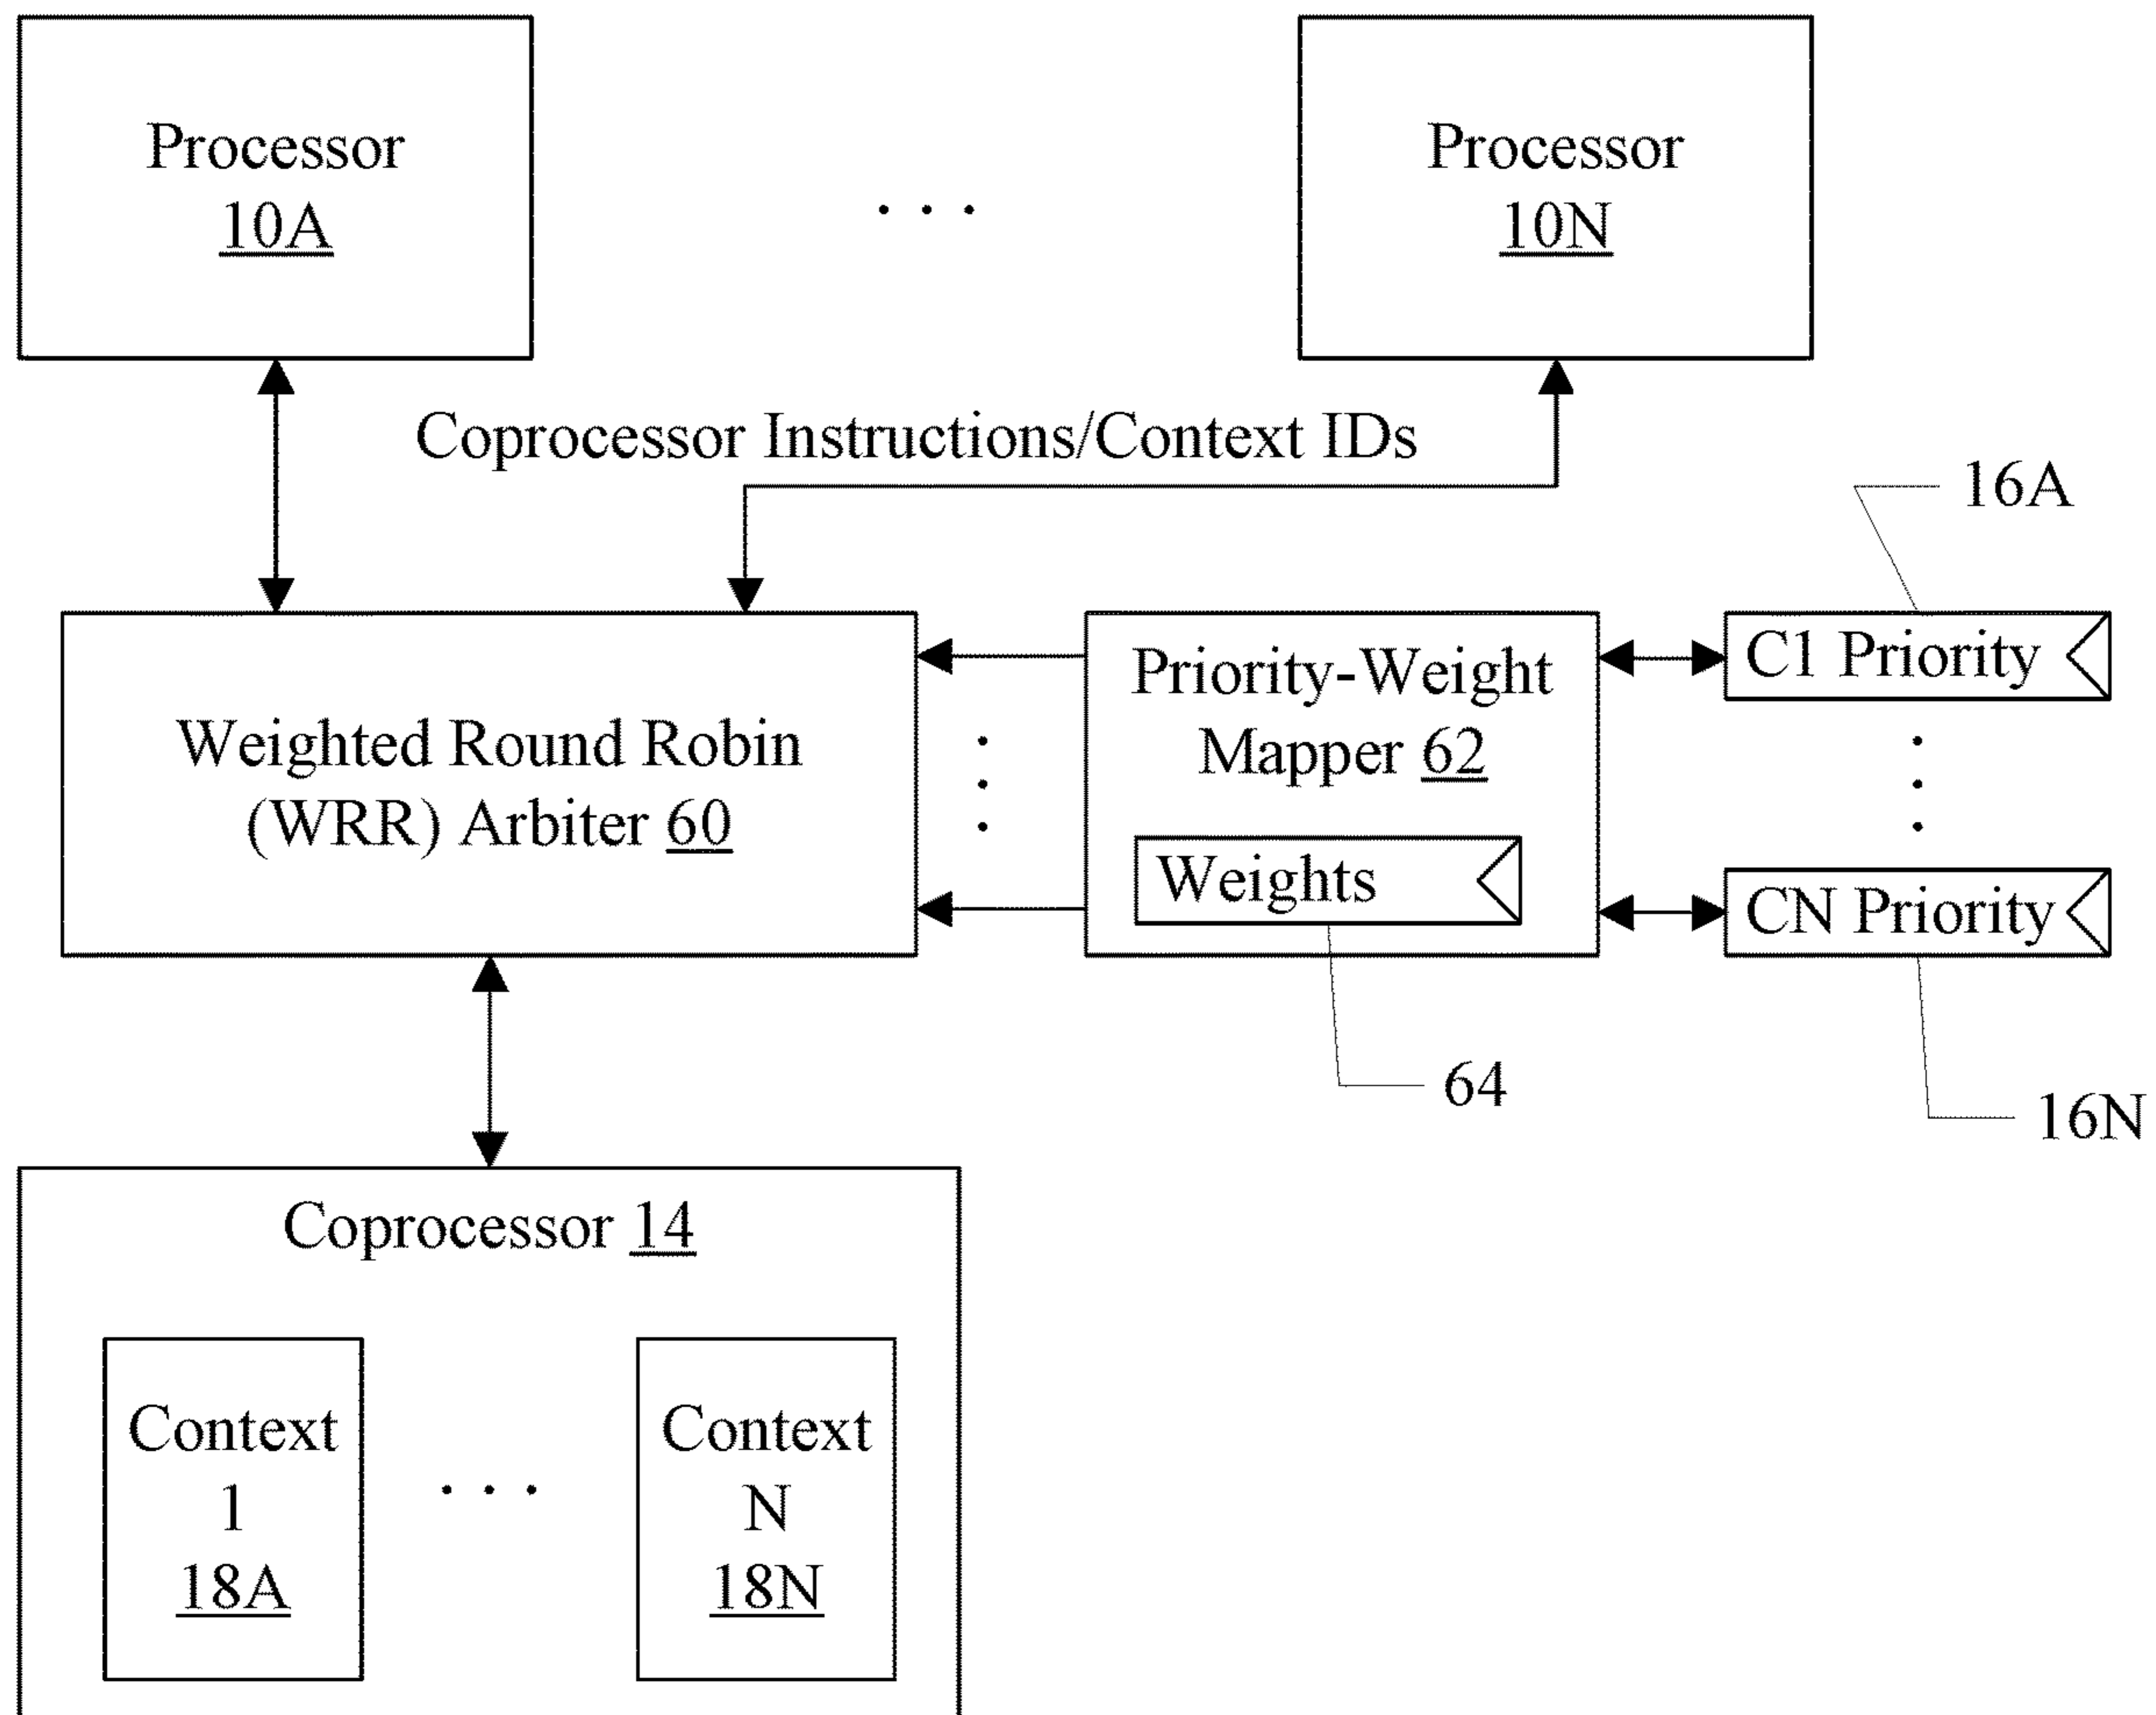 Processor
10A
. . .
Processor
10N
Coprocessor Instructions/Context IDs
16A
Weighted Round Robin
(WRR) Arbiter 60
Priority-Weight
Mapper 62
Weights
C1 Priority
CN Priority
64
16N
Coprocessor 14
Context
1
18A
. . .
Context
N
18N